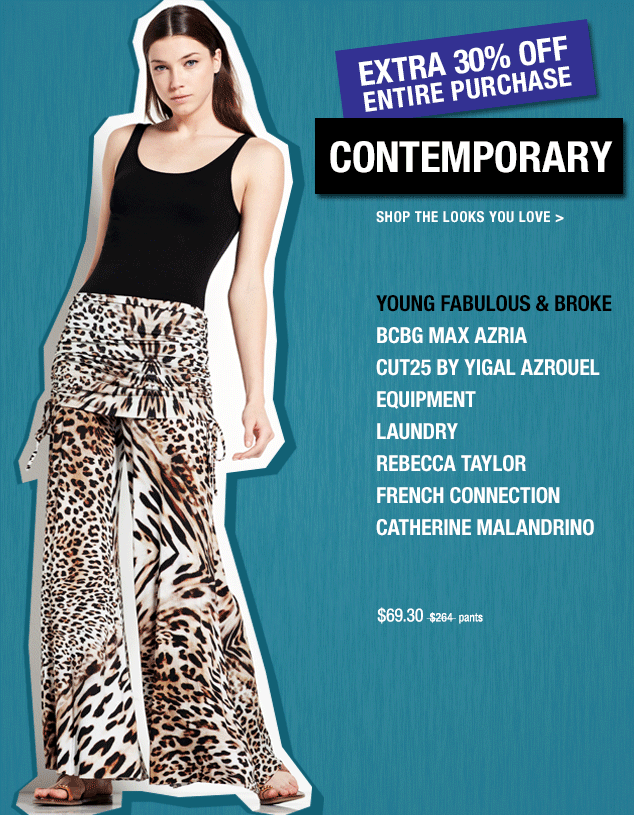 EXTRA 30% OFF
ENTIRE PURCHASE
CONTEMPORARY
SHOP THE LOOKS YOU LOVE >
YOUNG FABULOUS & BROKE
BCBG MAX AZRIA
CUT25 BY YIGAL AZROUEL
EQUIPMENT
LAUNDRY
REBECCA TAYLOR
FRENCH CONNECTION
CATHERINE MALANDRINO
$69.30 $264 pants